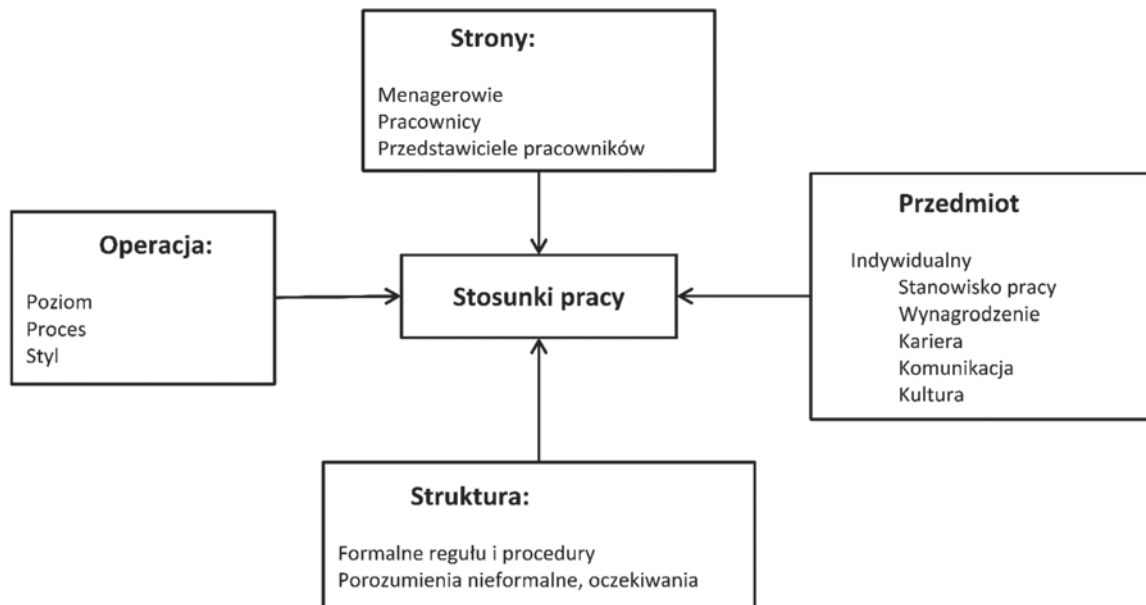 Strony:
Menagerowie
Pracownicy
Przedstawiciele pracowników
Operacja:
Poziom
Proces
Styl
Stosunki pracy
Przedmiot
Indywidualny
Stanowisko pracy
Wynagrodzenie
Kariera
Komunikacja
Kultura
Struktura:
Formalne regułu i procedury
Porozumienia nieformalne, oczekiwania